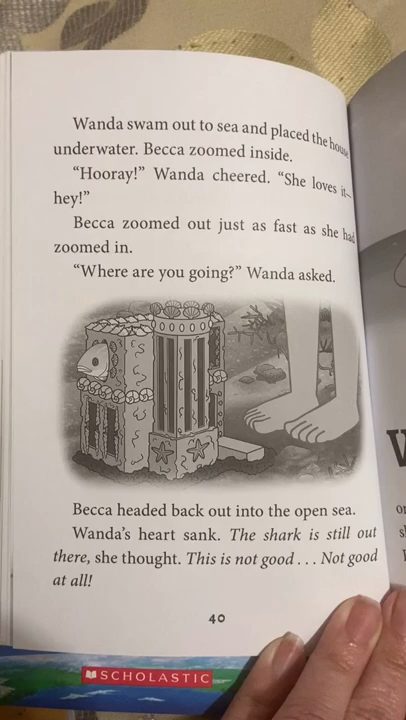 Wanda swam out to sea and placed the house
underwater. Becca zoomed inside.
“Hooray!” Wanda cheered. “She loves it—
hey!”
Becca zoomed out just as fast as she had
zoomed in.
“Where are you going?” Wanda asked.
Becca headed back out into the open sea.
Wanda’s heart sank. The shark is still out
there, she thought. This is not good . . . Not good
at all!
40
SCHOLASTIC